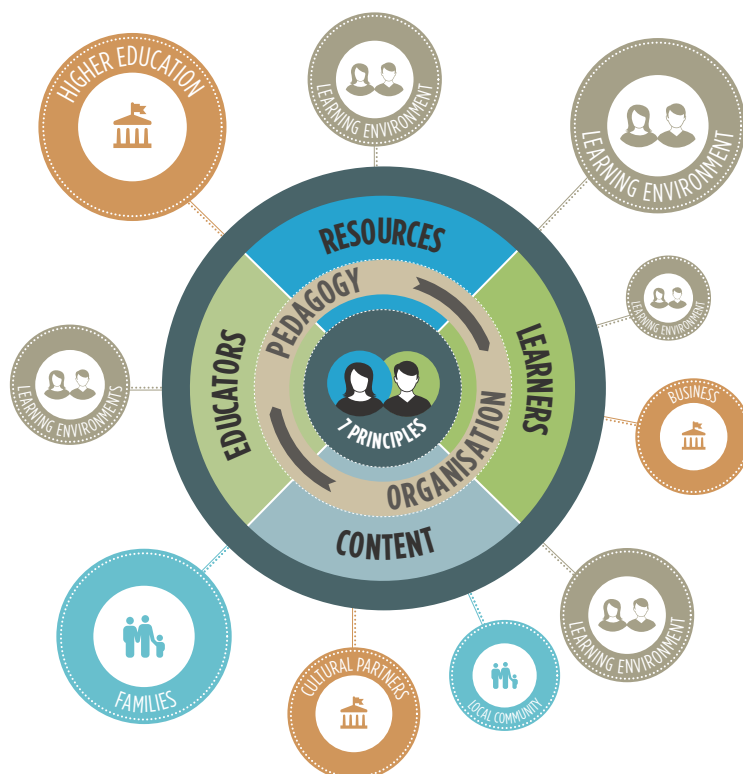 HIGHER EDUCATION
LEARNING ENVIRONMENT
LEARNING ENVIRONMENT
RESOURCES
PEDAGOGY
LEARNING ENVIRONMENT
EDUCATORS
LEARNERS
LEARNING ENVIRONMENTS
7 PRINCIPLES
BUSINESS
ORGANISATION
CONTENT
LEARNING ENVIRONMENT
FAMILIES
CULTURAL PARTNERS
LOCAL COMMUNITY